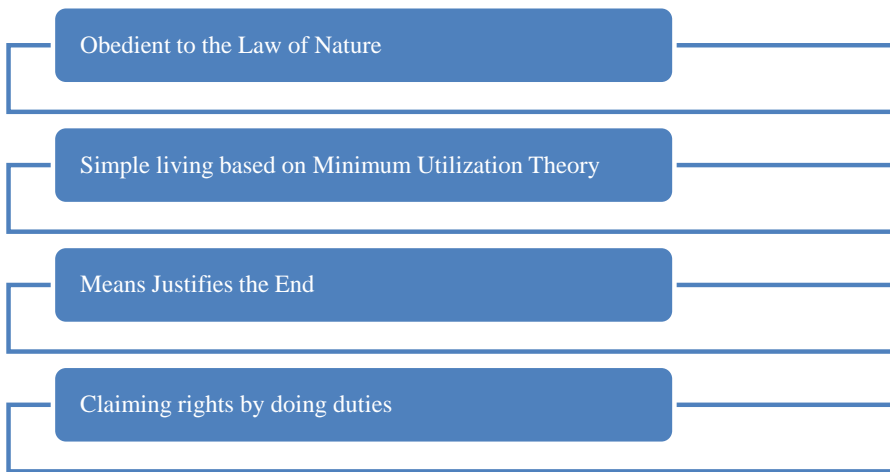 Obedient to the Law of Nature
Simple living based on Minimum Utilization Theory
Means Justifies the End
Claiming rights by doing duties